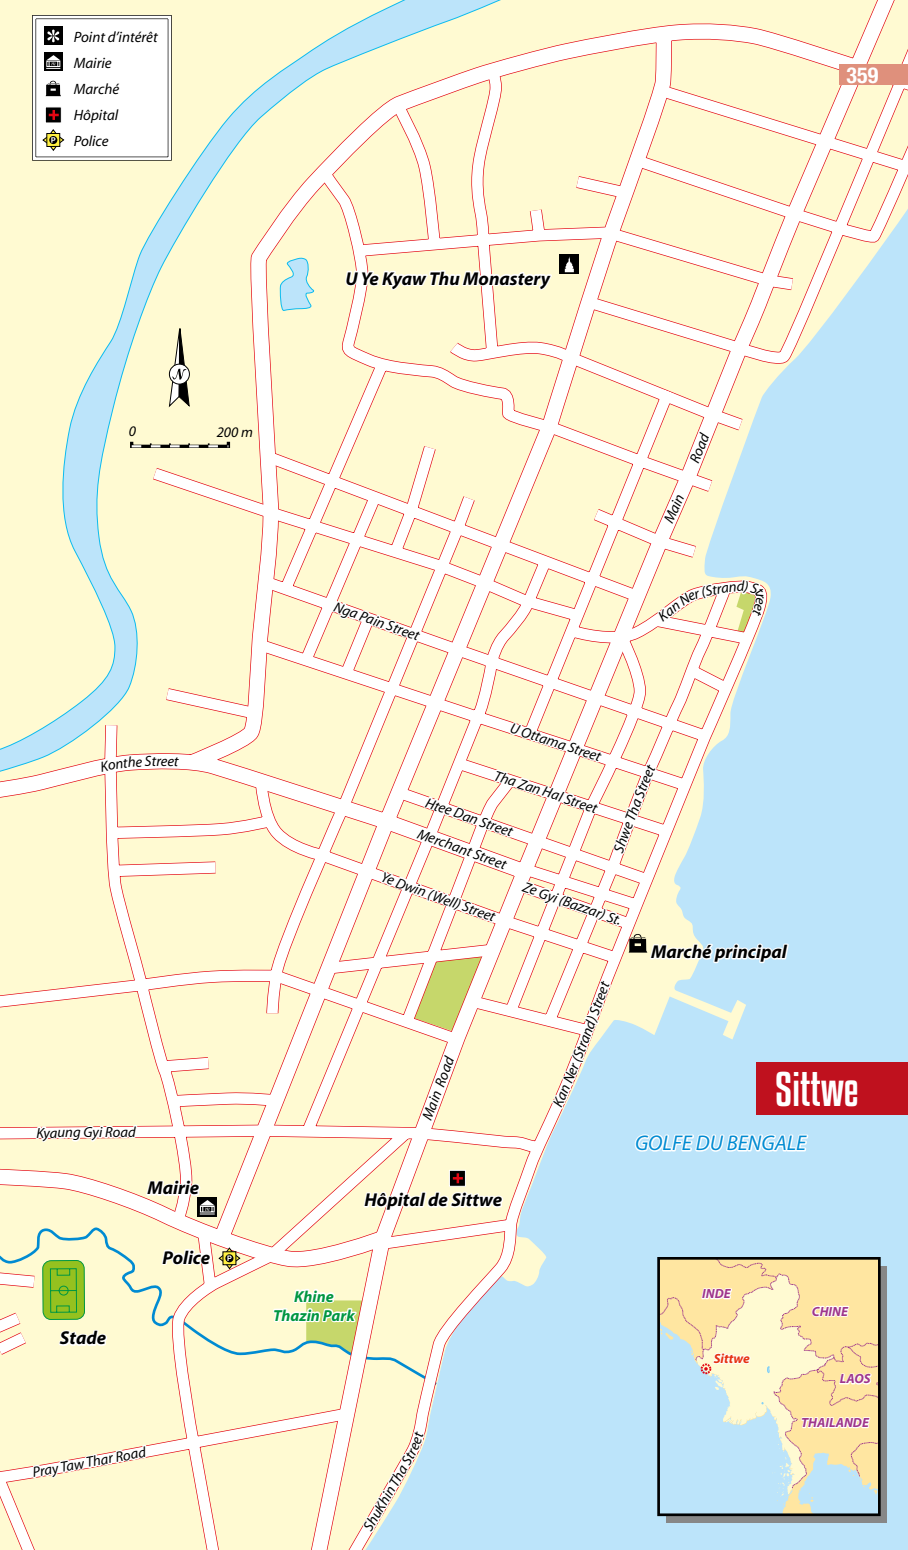 Point d'intérêt
Mairie
Marché
Hôpital
Police
359
U Ye Kyaw Thu Monastery
N
0 200 m
Main Road
Kan Ner (Strand) Street
Nga Pain Street
U Ottama Street
Konthe Street
Tha Zan Hal Street
Shwe Tha Street
Htee Dan Street
Merchant Street
Ye Dwin (Well) Street
Ze Gyi (Bazzar) St.
Marché principal
Kan Ner (Strand) Street
Main Road
Sittwe
Kyaung Gyi Road
GOLFE DU BENGALE
Mairie
Hôpital de Sittwe
Police
Khine
Thazin Park
Stade
INDE
CHINE
Sittwe
LAOS
THAILANDE
Pray Taw Thar Road
ShuKhin Tha Street